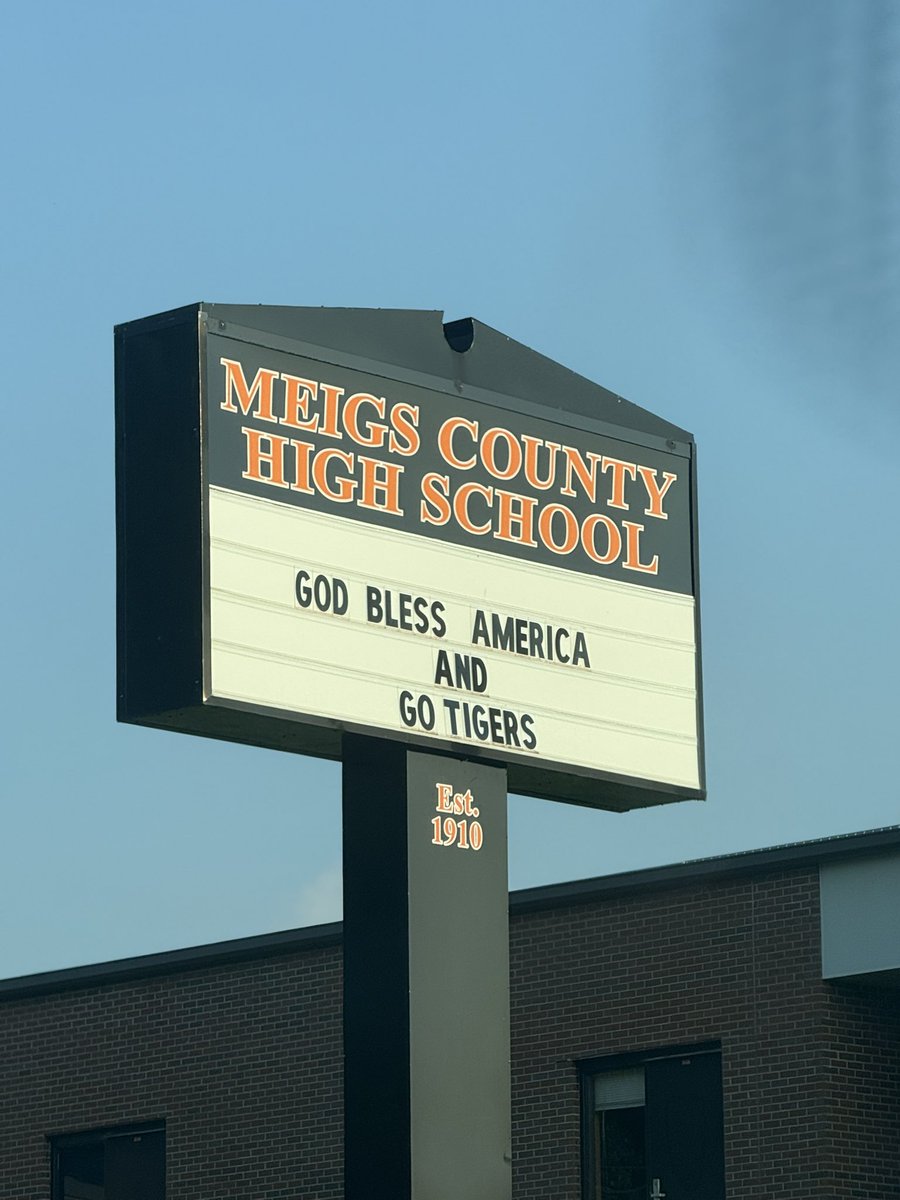 MEIGS COUNTY
HIGH SCHOOL
GOD BLESS AMERICA
AND
GO TIGERS
Est.
1910